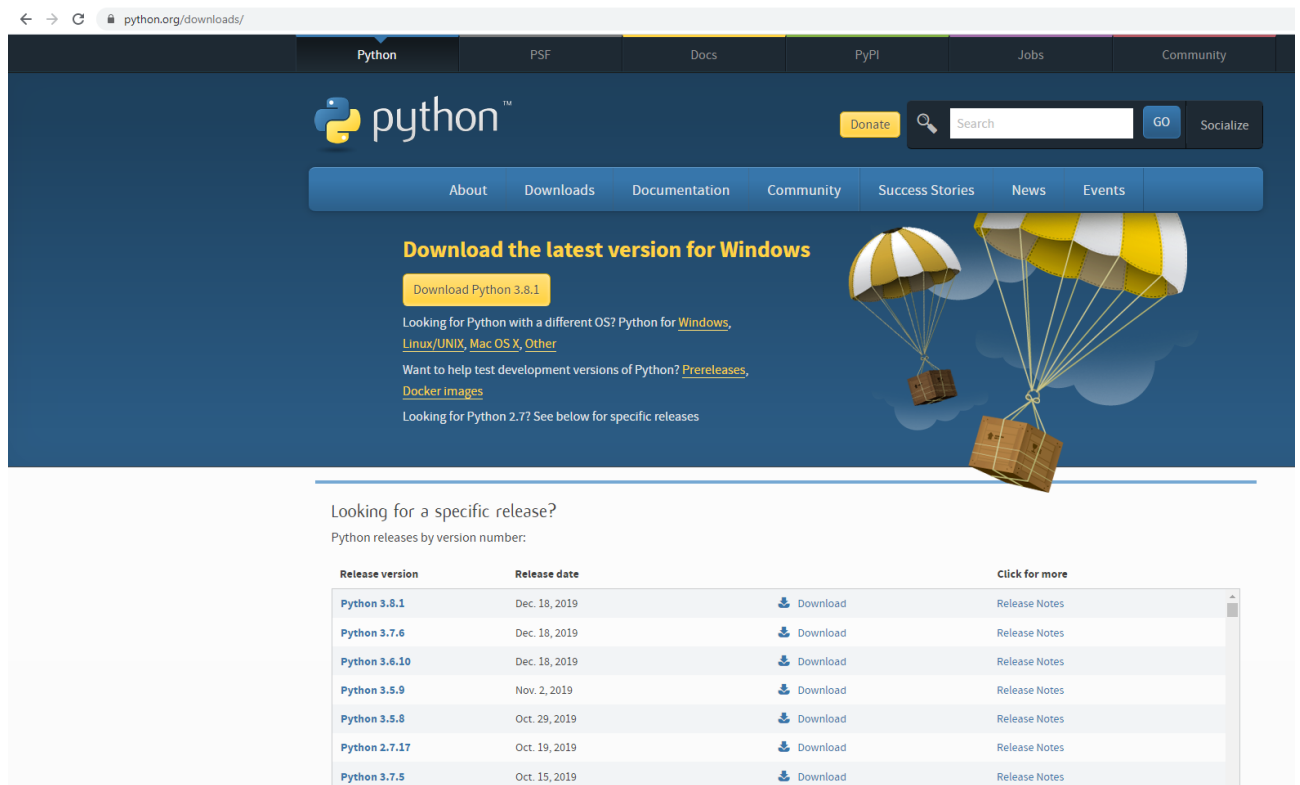 python.org/downloads/
Python PSF Docs PyPI Jobs Community
python™
Donate Search GO Socialize
About Downloads Documentation Community Success Stories News Events
Download the latest version for Windows
Download Python 3.8.1
Looking for Python with a different OS? Python for Windows,
Linux/UNIX, Mac OS X, Other
Want to help test development versions of Python? Prereleases,
Docker images
Looking for Python 2.7? See below for specific releases
Looking for a specific release?
Python releases by version number:
Release version Release date Click for more
Python 3.8.1 Dec. 18, 2019 Download Release Notes
Python 3.7.6 Dec. 18, 2019 Download Release Notes
Python 3.6.10 Dec. 18, 2019 Download Release Notes
Python 3.5.9 Nov. 2, 2019 Download Release Notes
Python 3.5.8 Oct. 29, 2019 Download Release Notes
Python 2.7.17 Oct. 19, 2019 Download Release Notes
Python 3.7.5 Oct. 15, 2019 Download Release Notes